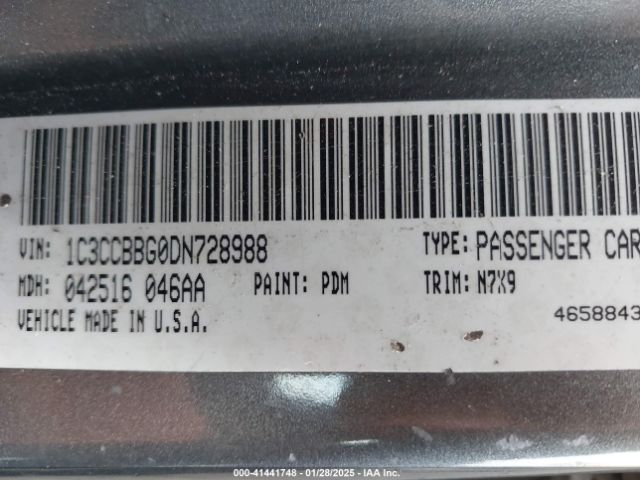 VIN: 1C3CCBBG0DN728988 TYPE: PASSENGER CAR
MDH: 042516 046AA PAINT: PDM TRIM: N7X9
VEHICLE MADE IN U.S.A. 4658843
000-41441748 - 01/28/2025 - IAA Inc.